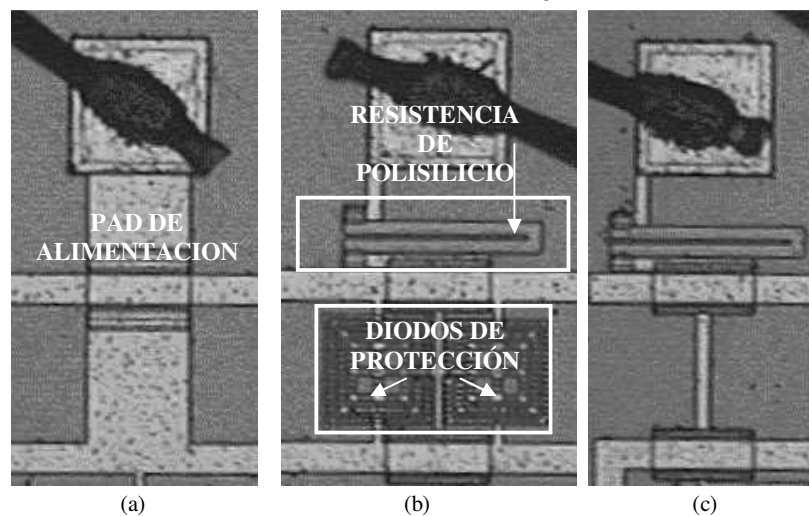 PAD DE
ALIMENTACION
RESISTENCIA
DE
POLISILICIO
DIODOS DE
PROTECCIÓN
(a)
(b)
(c)